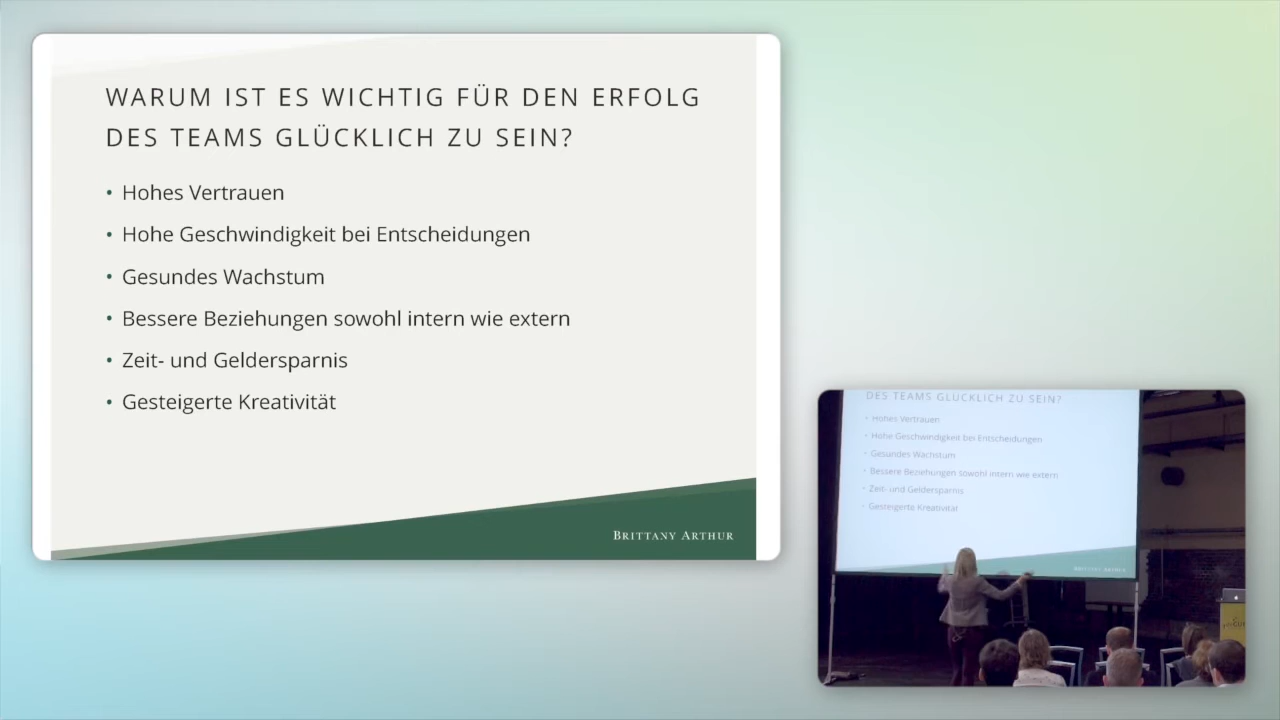 WARUM IST ES WICHTIG FÜR DEN ERFOLG
DES TEAMS GLÜCKLICH ZU SEIN?
• Hohes Vertrauen
• Hohe Geschwindigkeit bei Entscheidungen
• Gesundes Wachstum
• Bessere Beziehungen sowohl intern wie extern
• Zeit- und Geldersparnis
• Gesteigerte Kreativität
BRITTANY ARTHUR
DES TEAMS GLÜCKLICH ZU SEIN?
• Hohes Vertrauen
• Hohe Geschwindigkeit bei Entscheidungen
• Gesundes Wachstum
• Bessere Beziehungen sowohl intern wie extern
• Zeit- und Geldersparnis
• Gesteigerte Kreativität
BRITTANY ARTHUR